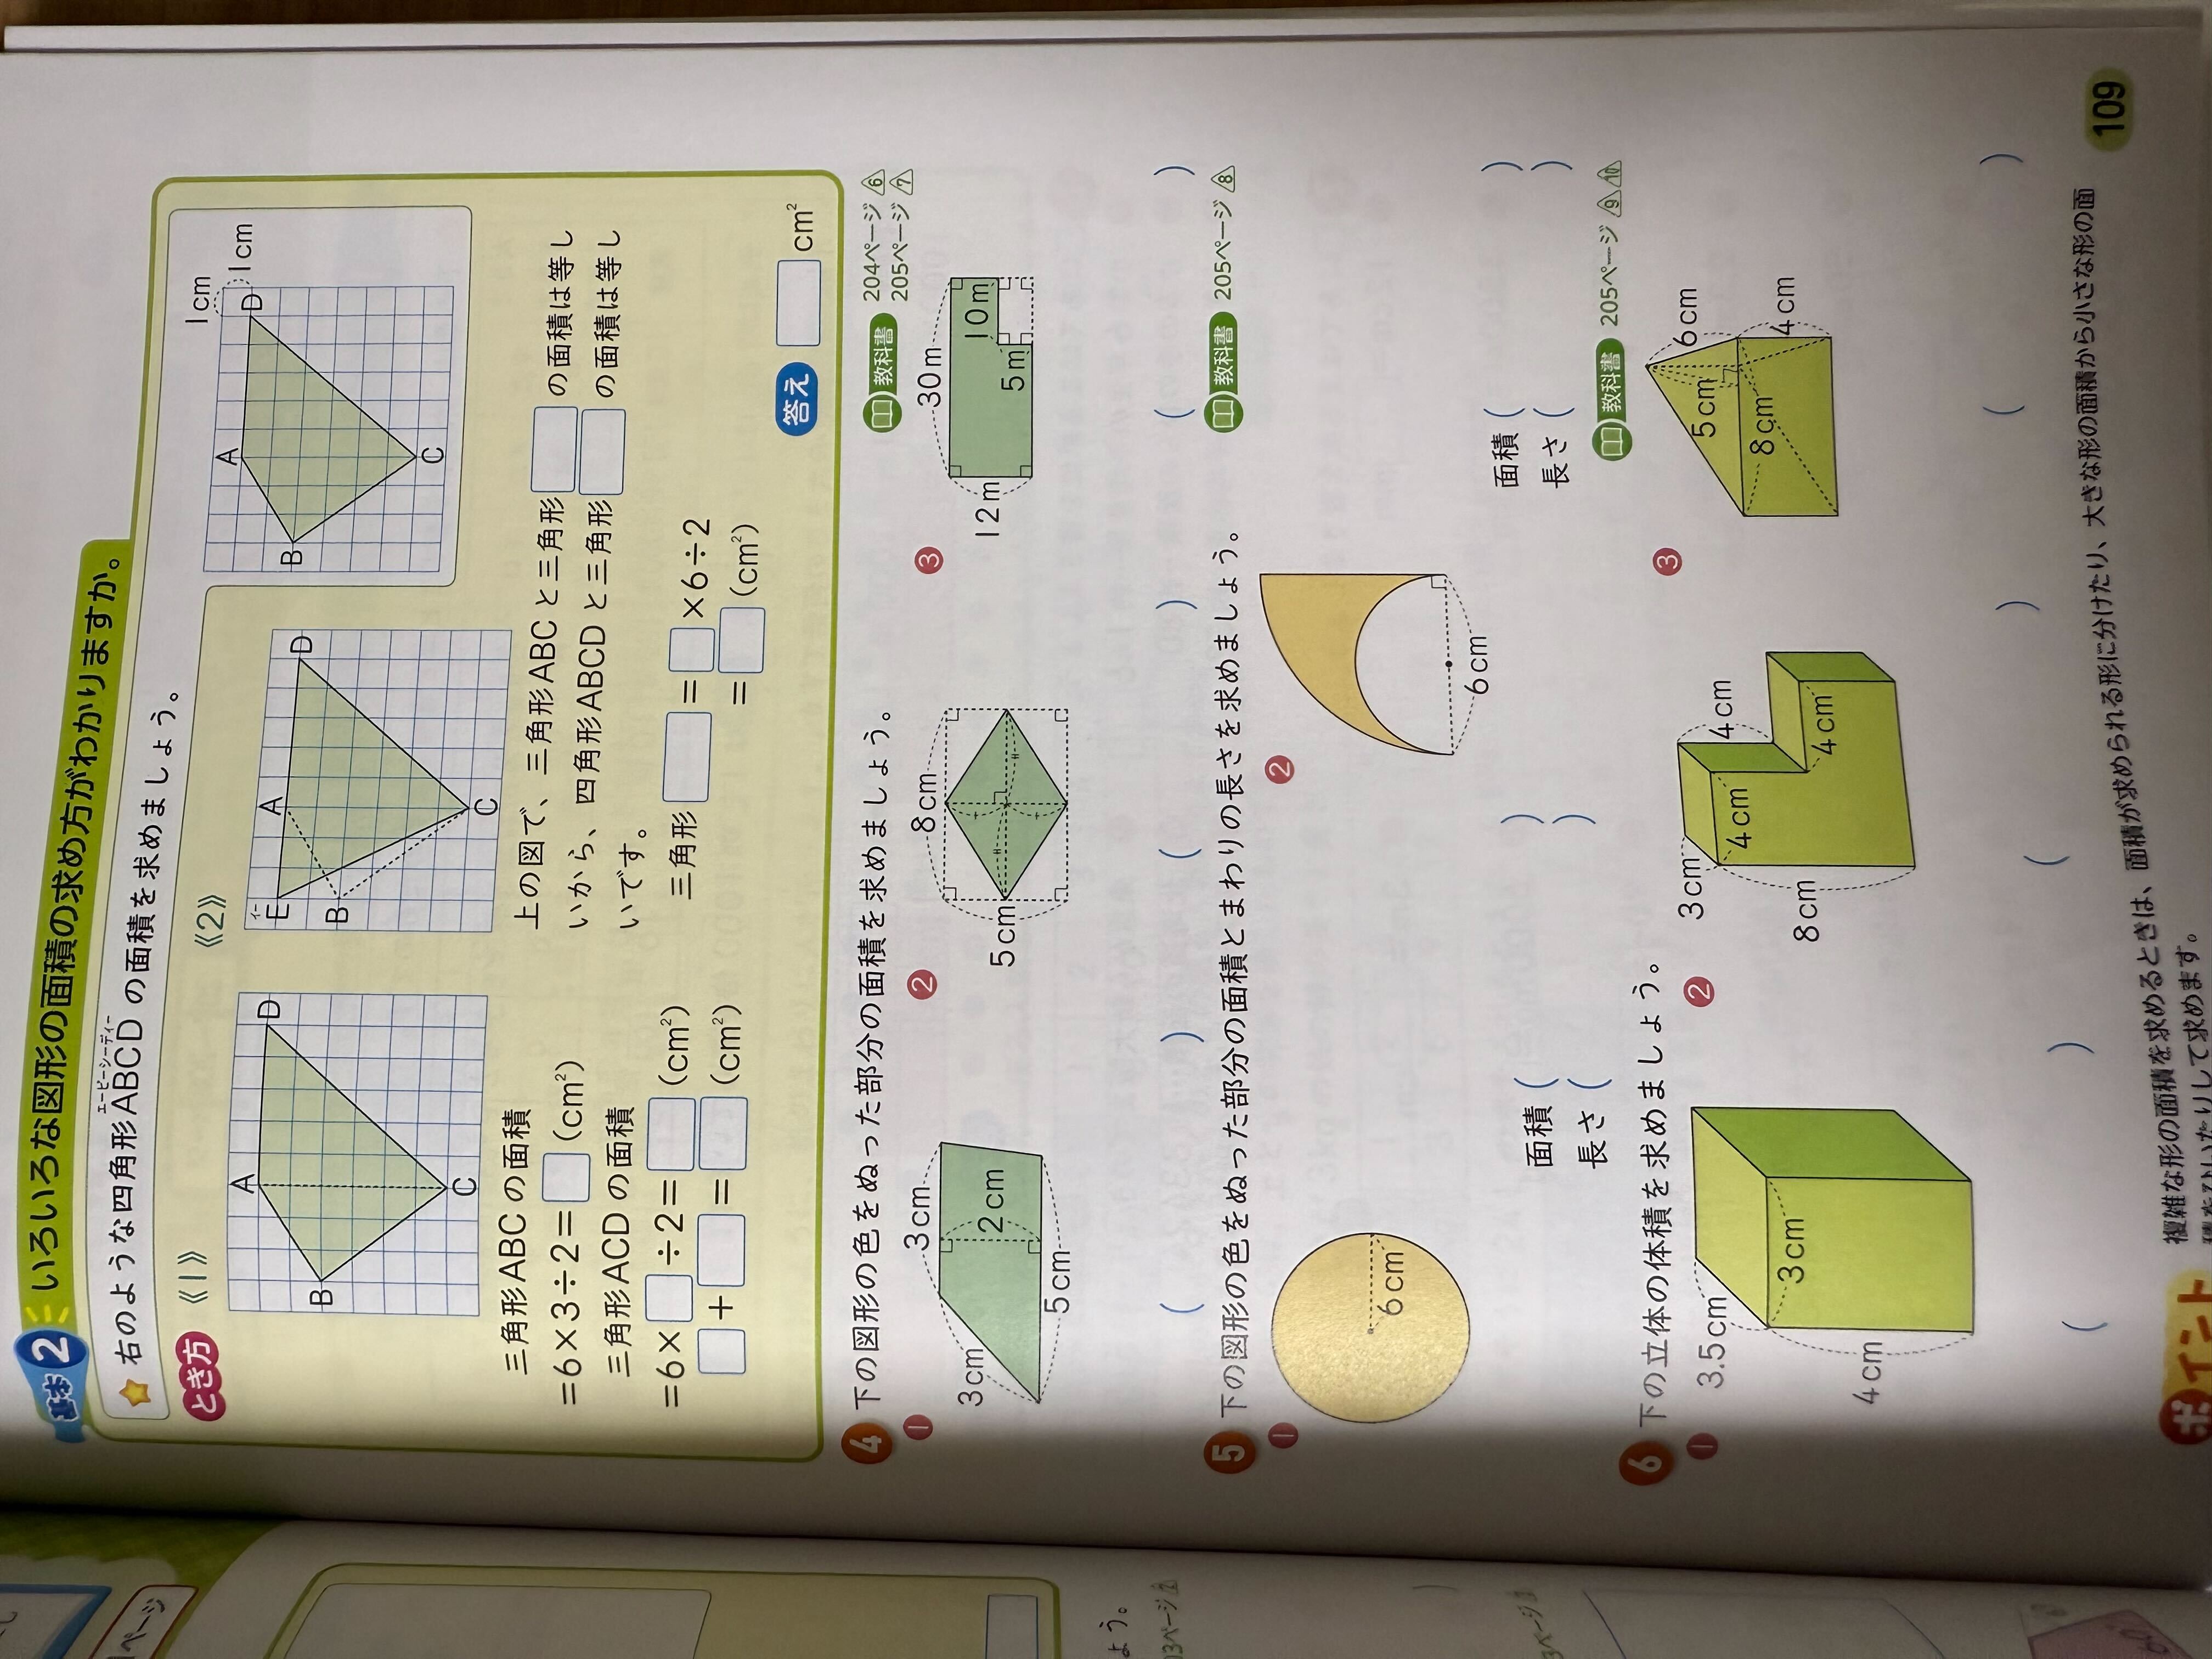 基本2 いろいろな図形の面積の求め方がわかりますか。
右のような四角形ABCDの面積を求めましょう。
エービーシーディー
とき方
《1》
A
B
C
D
三角形ABCの面積
=6×3÷2=(cm²)
三角形ACDの面積
=6×÷2=(cm²)
+=(cm²)
《2》
イー
E
A
B
C
D
1cm
1cm
A
B
C
D
上の図で、三角形ABCと三角形の面積は等し
いから、四角形ABCDと三角形の面積は等し
いです。
三角形=×6÷2
=(cm²)
答え cm²
4 下の図形の色をぬった部分の面積を求めましょう。
教科書 204ページ 6
205ページ 7
1
3cm
3cm
2cm
5cm
( )
2
8cm
5cm
( )
3
30m
12m
10m
5m
( )
5 下の図形の色をぬった部分の面積とまわりの長さを求めましょう。
教科書 205ページ 8
1
6cm
面積( )
長さ( )
2
6cm
面積( )
長さ( )
6 下の立体の体積を求めましょう。
教科書 205ページ 9 10
1
3.5cm
3cm
4cm
( )
2
3cm
4cm
4cm
4cm
8cm
( )
3
6cm
5cm
8cm
4cm
( )
ポイント
複雑な形の面積を求めるときは、面積が求められる形に分けたり、大きな形の面積から小さな形の面
積をひいたりして求めます。
109
ページ
ょう。